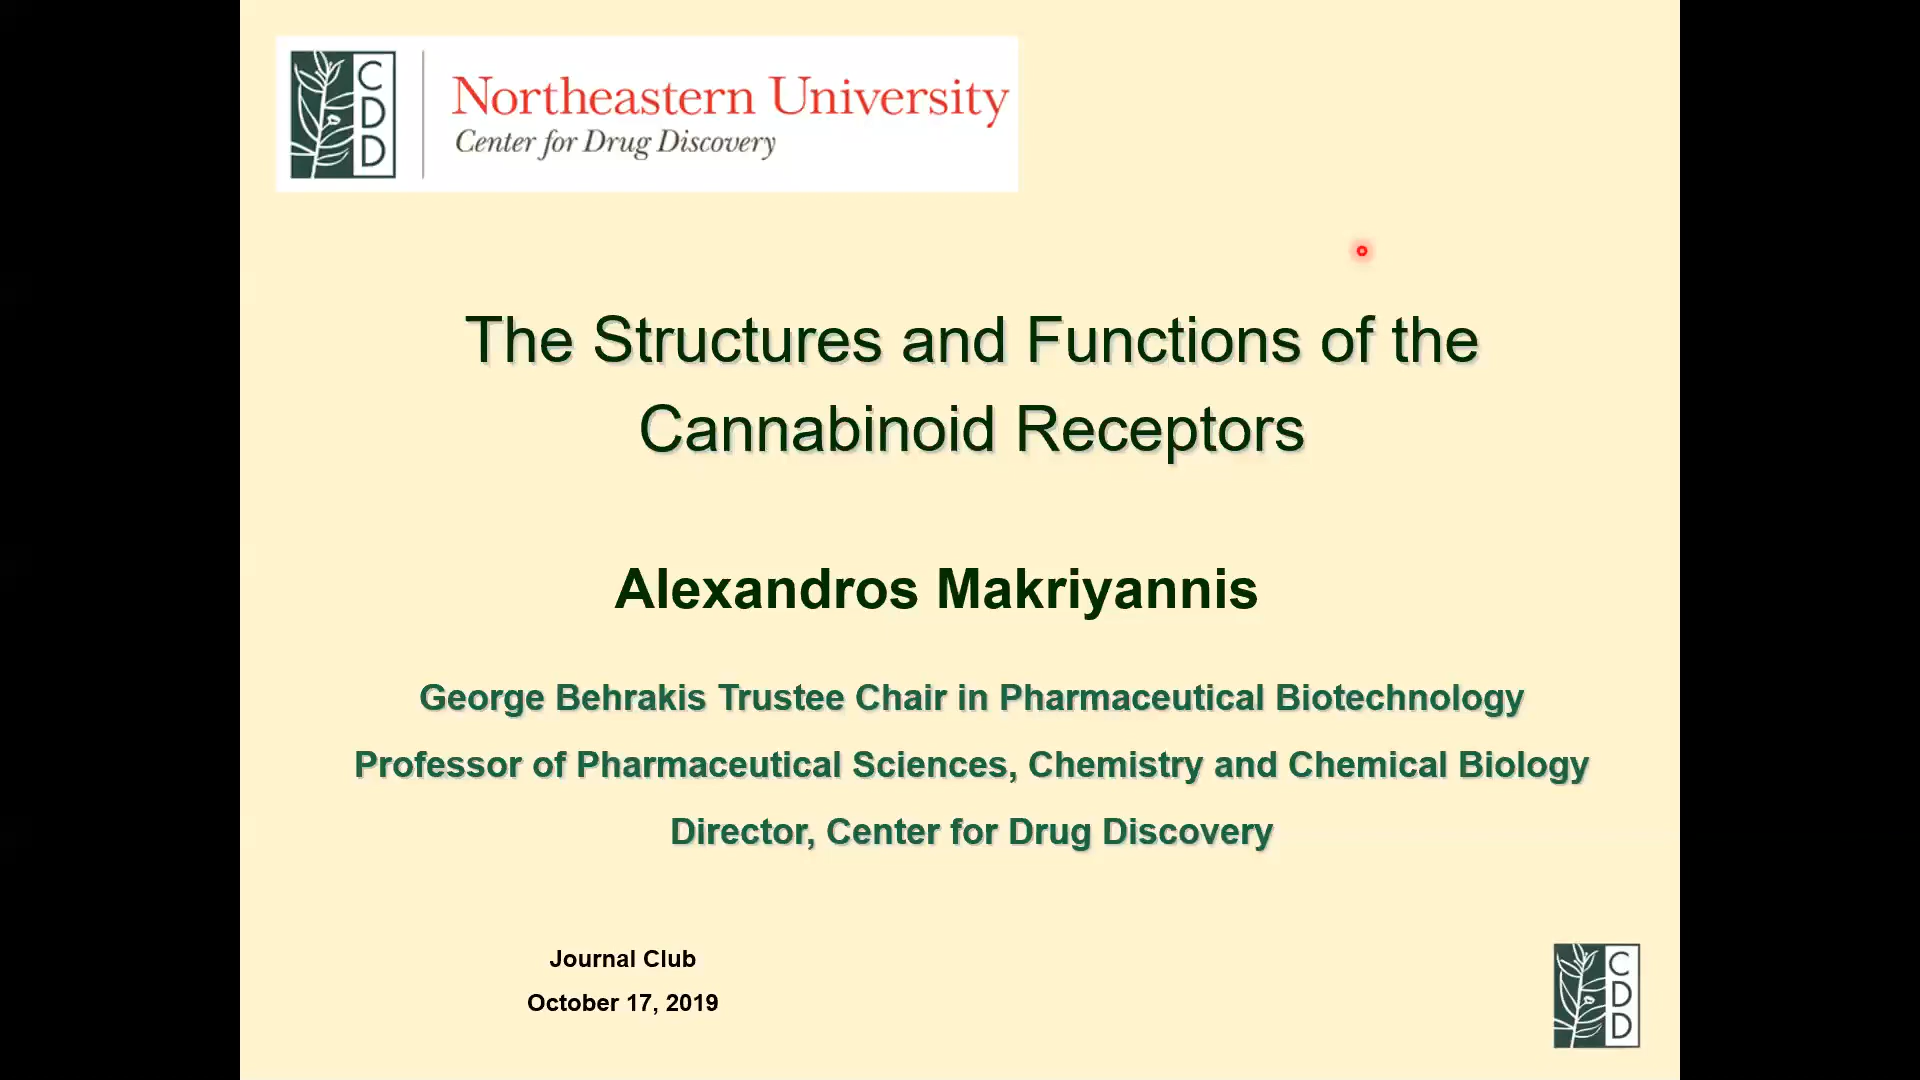 CDD
Northeastern University
Center for Drug Discovery
The Structures and Functions of the
Cannabinoid Receptors
Alexandros Makriyannis
George Behrakis Trustee Chair in Pharmaceutical Biotechnology
Professor of Pharmaceutical Sciences, Chemistry and Chemical Biology
Director, Center for Drug Discovery
Journal Club
October 17, 2019
CDD